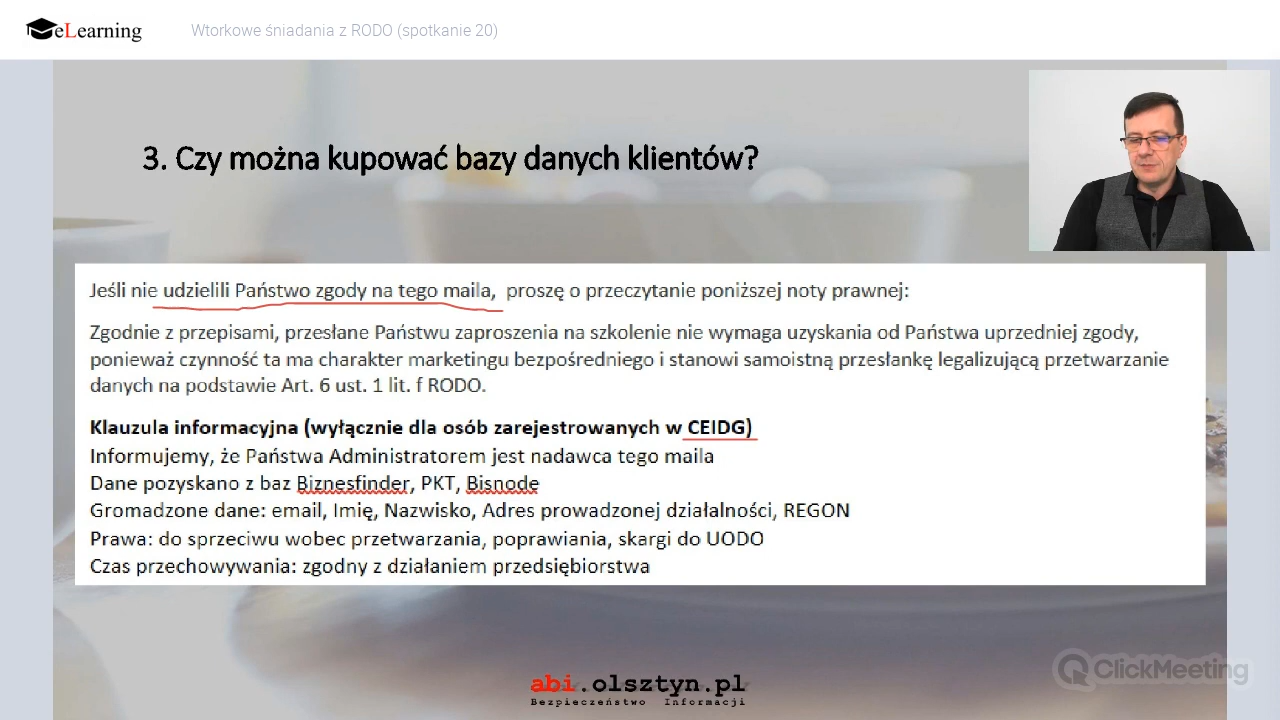 eLearning
Wtorkowe śniadania z RODO (spotkanie 20)
3. Czy można kupować bazy danych klientów?
Jeśli nie udzielili Państwo zgody na tego maila, proszę o przeczytanie poniższej noty prawnej:
Zgodnie z przepisami, przesłane Państwu zaproszenia na szkolenie nie wymaga uzyskania od Państwa uprzedniej zgody,
ponieważ czynność ta ma charakter marketingu bezpośredniego i stanowi samoistną przesłankę legalizującą przetwarzanie
danych na podstawie Art. 6 ust. 1 lit. f RODO.
Klauzula informacyjna (wyłącznie dla osób zarejestrowanych w CEIDG)
Informujemy, że Państwa Administratorem jest nadawca tego maila
Dane pozyskano z baz Biznesfinder, PKT, Bisnode
Gromadzone dane: email, Imię, Nazwisko, Adres prowadzonej działalności, REGON
Prawa: do sprzeciwu wobec przetwarzania, poprawiania, skargi do UODO
Czas przechowywania: zgodny z działaniem przedsiębiorstwa
ClickMeeting
abi.olsztyn.pl
Bezpieczeństwo Informacji